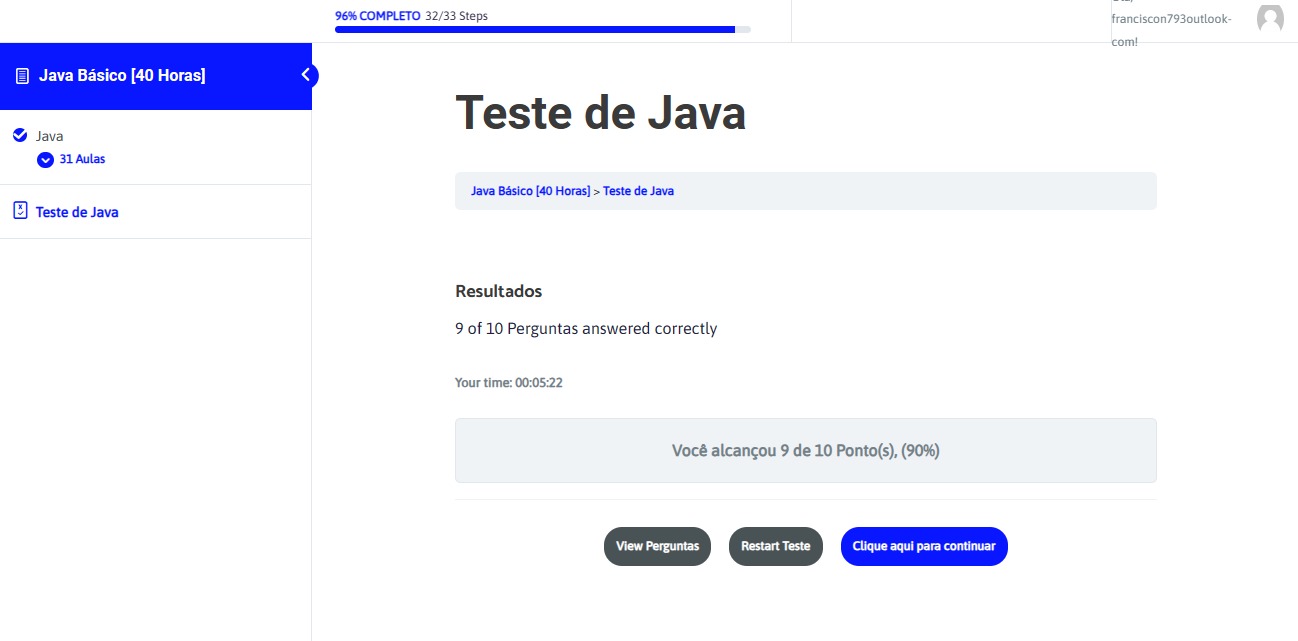 96% COMPLETO 32/33 Steps
franciscon793outlook-
com!
Java Básico [40 Horas]
Java
31 Aulas
Teste de Java
Teste de Java
Java Básico [40 Horas] > Teste de Java
Resultados
9 of 10 Perguntas answered correctly
Your time: 00:05:22
Você alcançou 9 de 10 Ponto(s), (90%)
View Perguntas
Restart Teste
Clique aqui para continuar